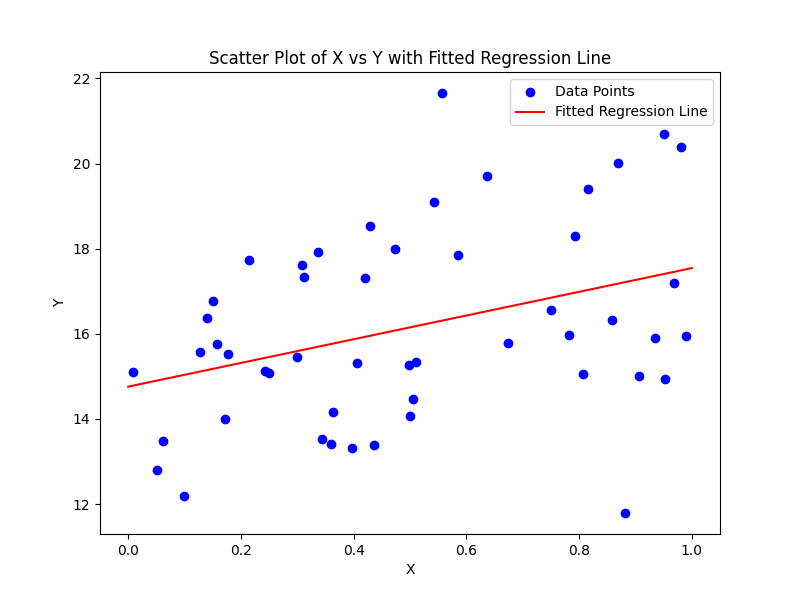 Scatter Plot of X vs Y with Fitted Regression Line
Data Points
Fitted Regression Line
22
20
18
16
14
12
Y
0.0 0.2 0.4 0.6 0.8 1.0
X